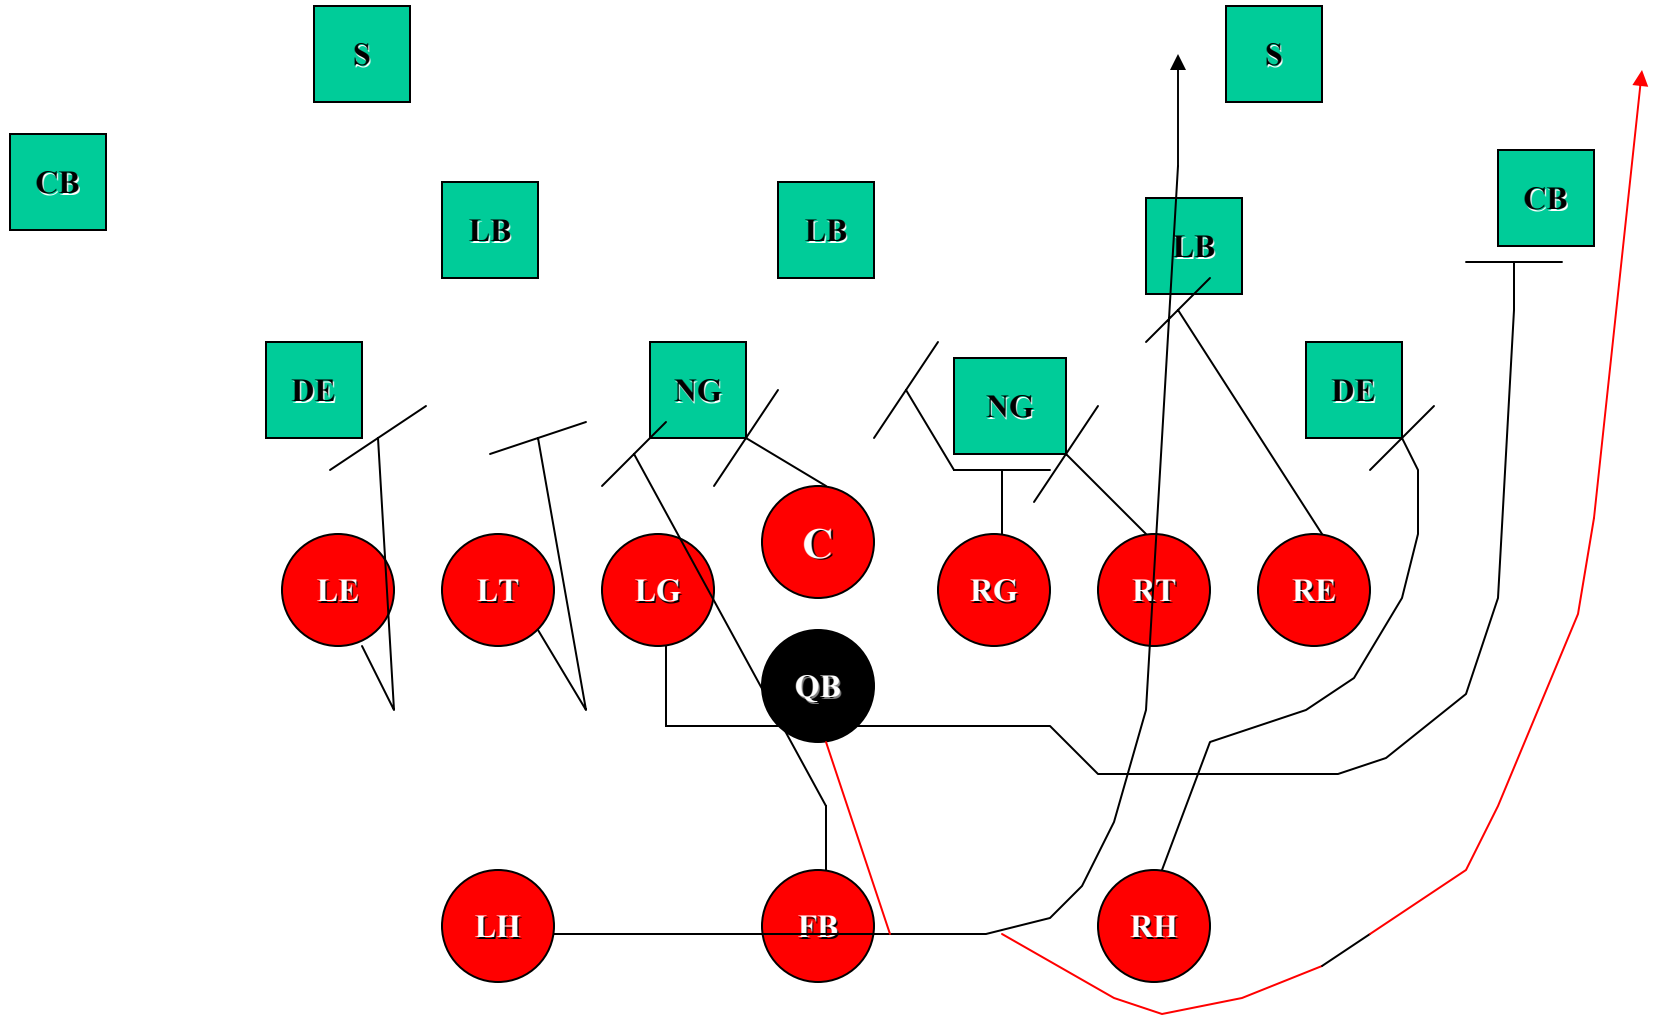 S
S
CB
CB
LB
LB
LB
DE
NG
NG
DE
C
LE
LT
LG
RG
RT
RE
QB
LH
FB
RH